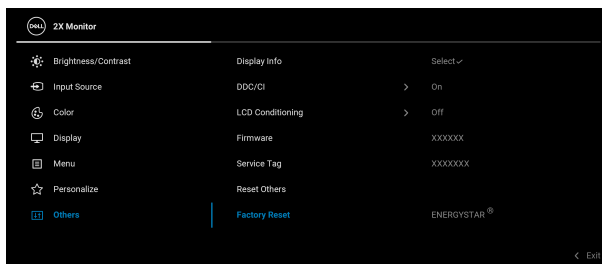 DELL 2X Monitor
Brightness/Contrast Display Info Select
Input Source DDC/CI > On
Color LCD Conditioning > Off
Display Firmware XXXXXX
Menu Service Tag XXXXXXX
Personalize Reset Others
Others Factory Reset ENERGYSTAR ®
< Exit